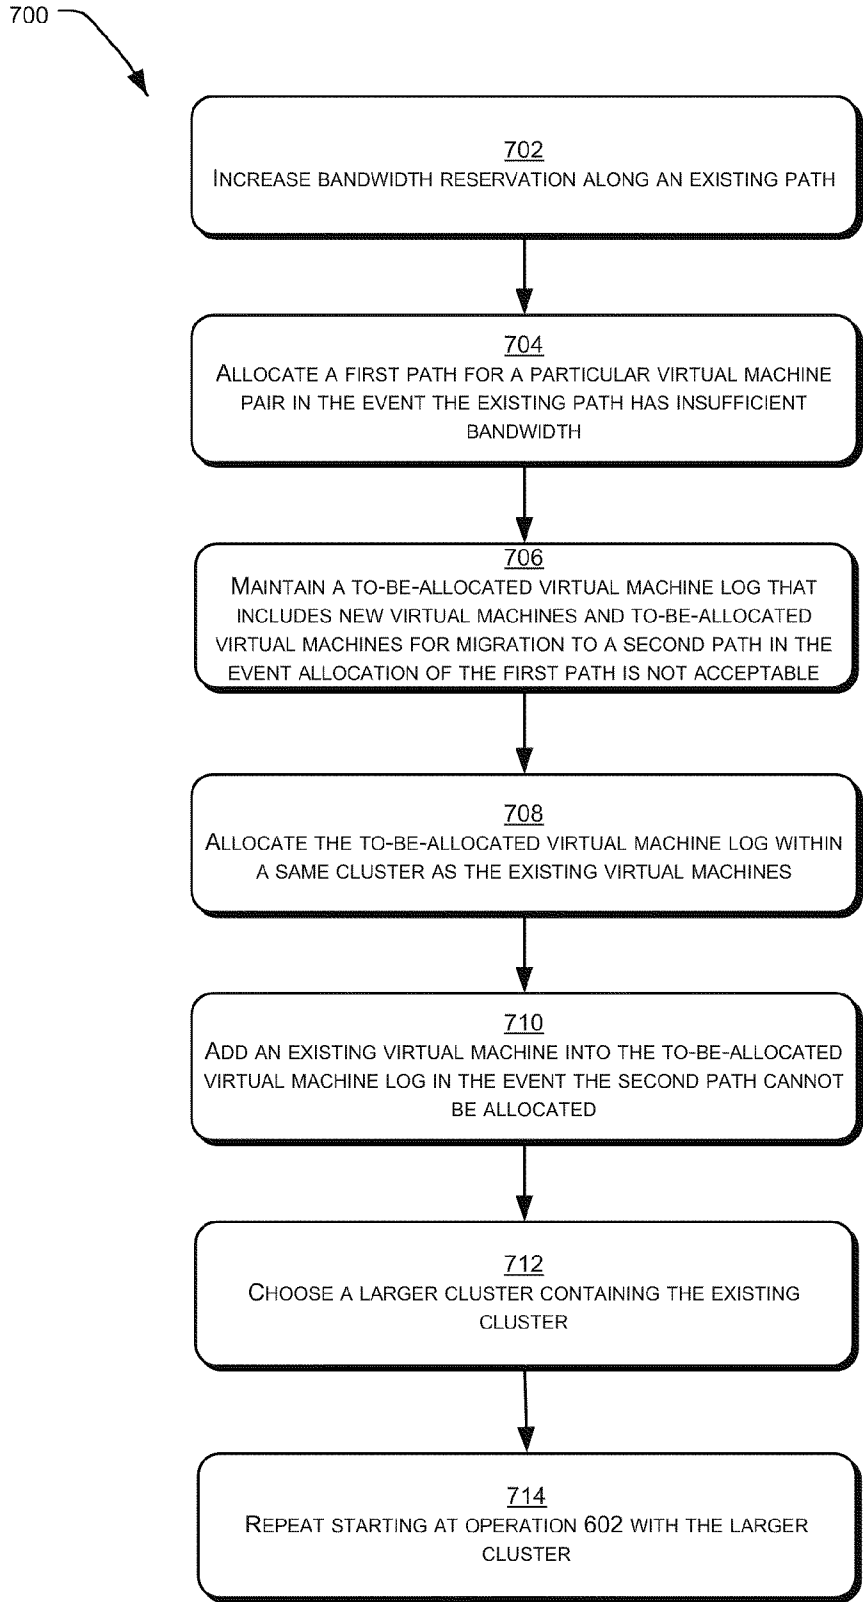 700
702
INCREASE BANDWIDTH RESERVATION ALONG AN EXISTING PATH
704
ALLOCATE A FIRST PATH FOR A PARTICULAR VIRTUAL MACHINE
PAIR IN THE EVENT THE EXISTING PATH HAS INSUFFICIENT
BANDWIDTH
706
MAINTAIN A TO-BE-ALLOCATED VIRTUAL MACHINE LOG THAT
INCLUDES NEW VIRTUAL MACHINES AND TO-BE-ALLOCATED
VIRTUAL MACHINES FOR MIGRATION TO A SECOND PATH IN THE
EVENT ALLOCATION OF THE FIRST PATH IS NOT ACCEPTABLE
708
ALLOCATE THE TO-BE-ALLOCATED VIRTUAL MACHINE LOG WITHIN
A SAME CLUSTER AS THE EXISTING VIRTUAL MACHINES
710
ADD AN EXISTING VIRTUAL MACHINE INTO THE TO-BE-ALLOCATED
VIRTUAL MACHINE LOG IN THE EVENT THE SECOND PATH CANNOT
BE ALLOCATED
712
CHOOSE A LARGER CLUSTER CONTAINING THE EXISTING
CLUSTER
714
REPEAT STARTING AT OPERATION 602 WITH THE LARGER
CLUSTER